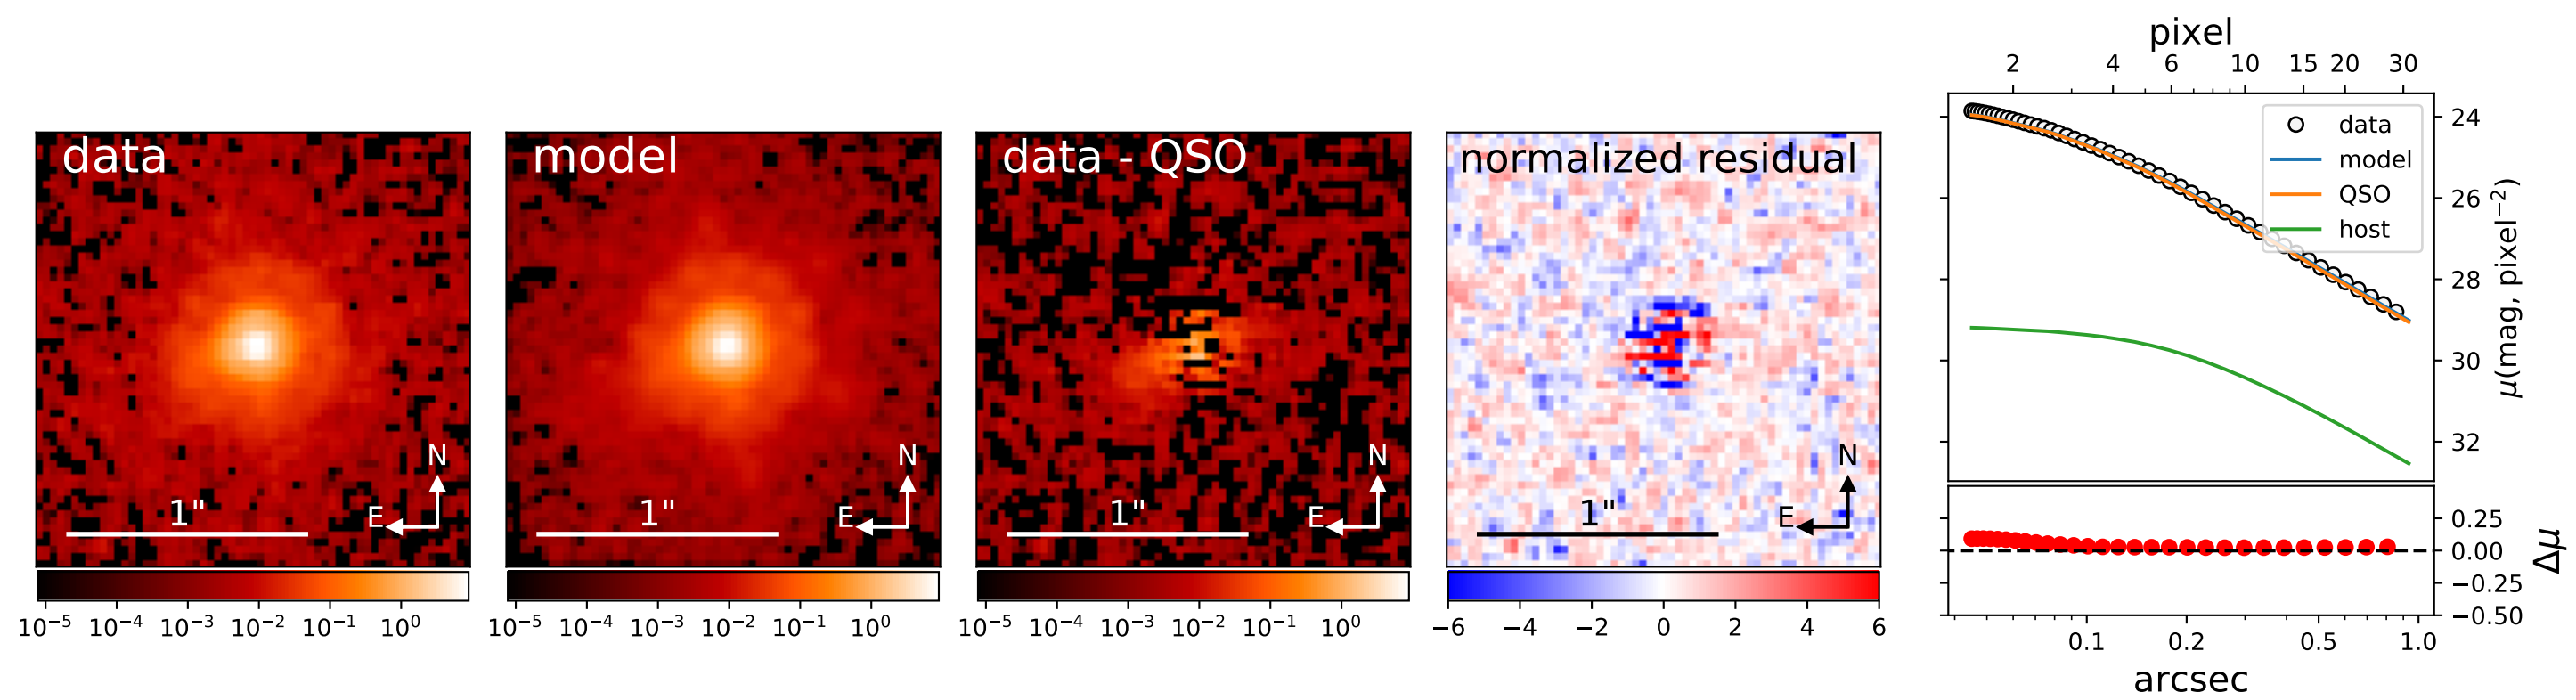 data
N
E
1"
10⁻⁵ 10⁻⁴ 10⁻³ 10⁻² 10⁻¹ 10⁰
model
N
E
1"
10⁻⁵ 10⁻⁴ 10⁻³ 10⁻² 10⁻¹ 10⁰
data - QSO
N
E
1"
10⁻⁵ 10⁻⁴ 10⁻³ 10⁻² 10⁻¹ 10⁰
normalized residual
N
E
1"
−6 −4 −2 0 2 4 6
pixel
2 4 6 10 15 20 30
data
model
QSO
host
24
26
28
30
32
μ(mag, pixel⁻²)
0.25
0.00
−0.25
−0.50
Δμ
0.1 0.2 0.5 1.0
arcsec